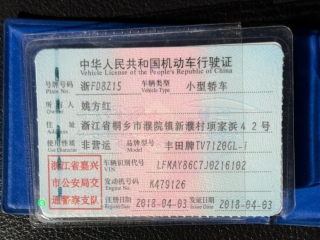 中华人民共和国机动车行驶证
Vehicle License of the People's Republic of China
号牌号码 浙FD8Z15 车辆类型 小型轿车
Plate No. Vehicle Type
所有人 姚方红
Owner
住址 浙江省桐乡市濮院镇新濮村项家浜42号
Address
使用性质 非营运 品牌型号 丰田牌TV7120GL-i
Use Character Model
浙江省嘉兴 车辆识别代号 LFMAY86C7J0216102
VIN
市公安局交 发动机号码 K479126
Engine No.
通警察支队 注册日期 2018-04-03 发证日期 2018-04-03
Register Date Issue Date